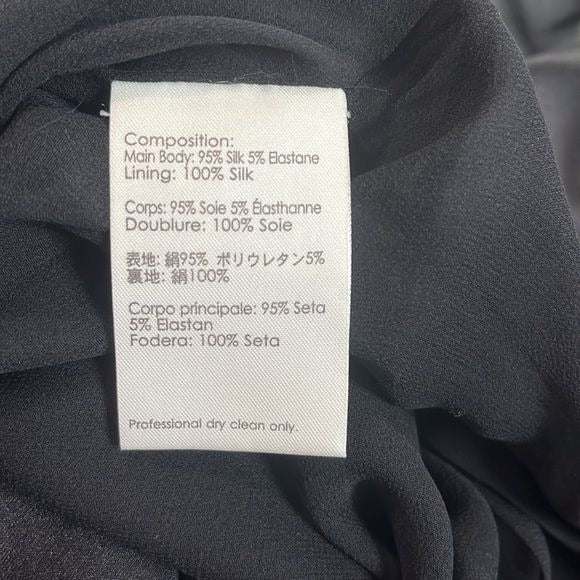 Composition:
Main Body: 95% Silk 5% Elastane
Lining: 100% Silk
Corps: 95% Soie 5% Élasthanne
Doublure: 100% Soie
表地: 絹95% ポリウレタン5%
裏地: 絹100%
Corpo principale: 95% Seta
5% Elastan
Fodera: 100% Seta
Professional dry clean only.